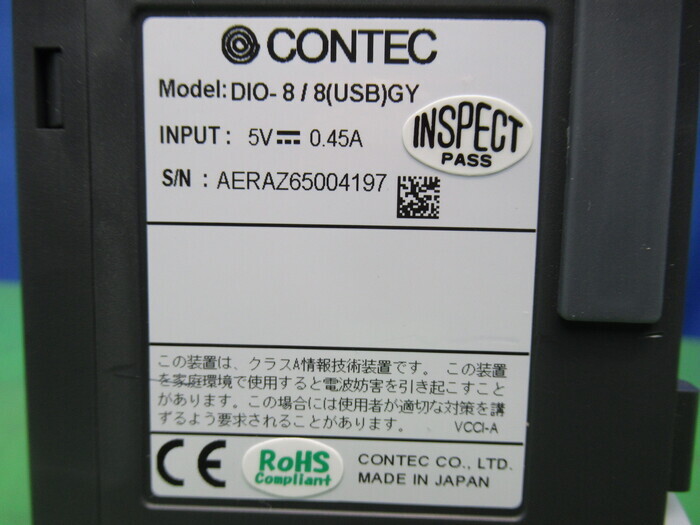 CONTEC
Model: DIO- 8 / 8(USB)GY
INPUT : 5V 0.45A
INSPECT
PASS
S/N : AERAZ65004197
この装置は、クラスA情報技術装置です。 この装置
を家庭環境で使用すると電波妨害を引き起こすこと
があります。この場合には使用者が適切な対策を講
ずるよう要求されることがあります。 VCCI-A
CE
RoHS
Compliant
CONTEC CO., LTD.
MADE IN JAPAN